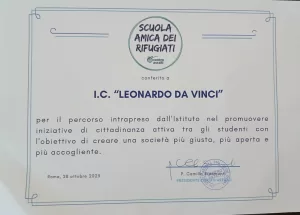 SCUOLA
AMICA DEI
RIFUGIATI
conferito a
I.C. "LEONARDO DA VINCI"
per il percorso intrapreso dall'Istituto nel promuovere
iniziative di cittadinanza attiva tra gli studenti con
l'obiettivo di creare una società più giusta, più aperto e
più accogliente.
Roma, 28 ottobre 2020
P. Camillo